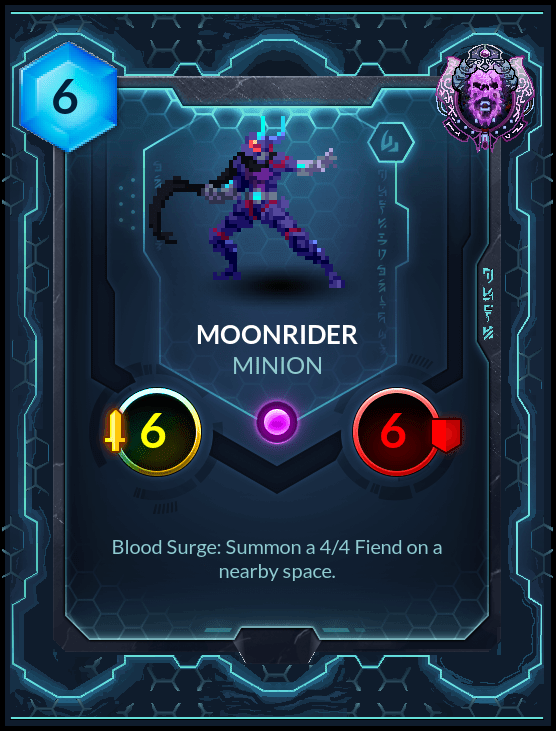 6
MOONRIDER
MINION
6 6
Blood Surge: Summon a 4/4 Fiend on a
nearby space.